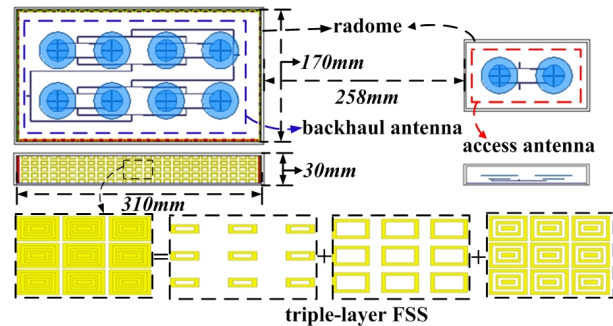 radome
170mm
258mm
backhaul antenna
access antenna
30mm
310mm
= + +
triple-layer FSS